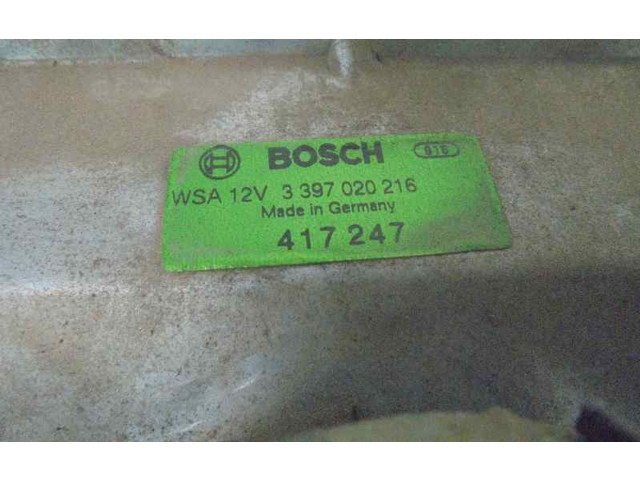 BOSCH
WSA 12V 3 397 020 216
Made in Germany
417 247